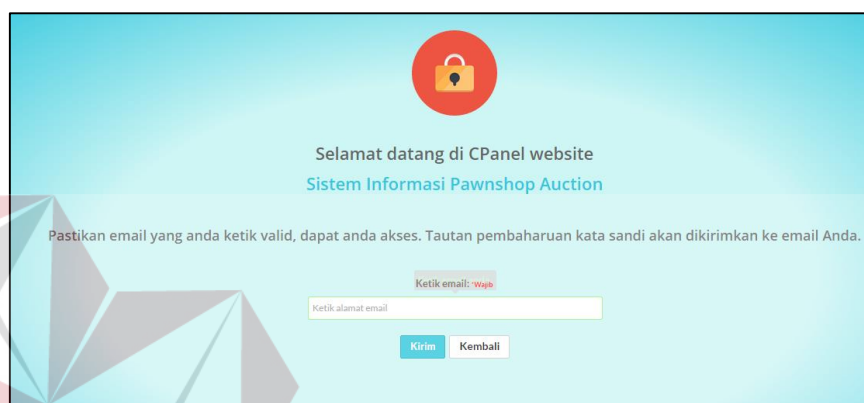 Selamat datang di CPanel website
Sistem Informasi Pawnshop Auction
Pastikan email yang anda ketik valid, dapat anda akses. Tautan pembaharuan kata sandi akan dikirimkan ke email Anda.
Ketik email: *Wajib
Ketik alamat email
Kirim Kembali